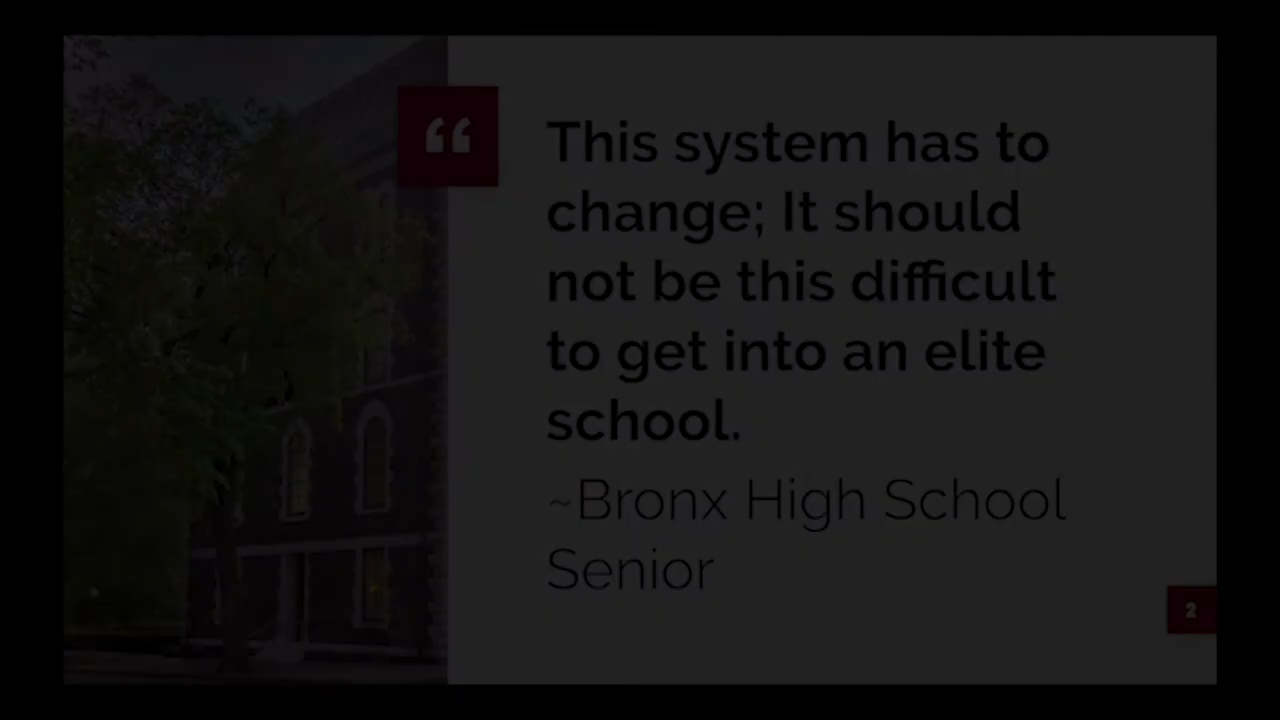 “
This system has to
change; It should
not be this difficult
to get into an elite
school.
~Bronx High School
Senior
2